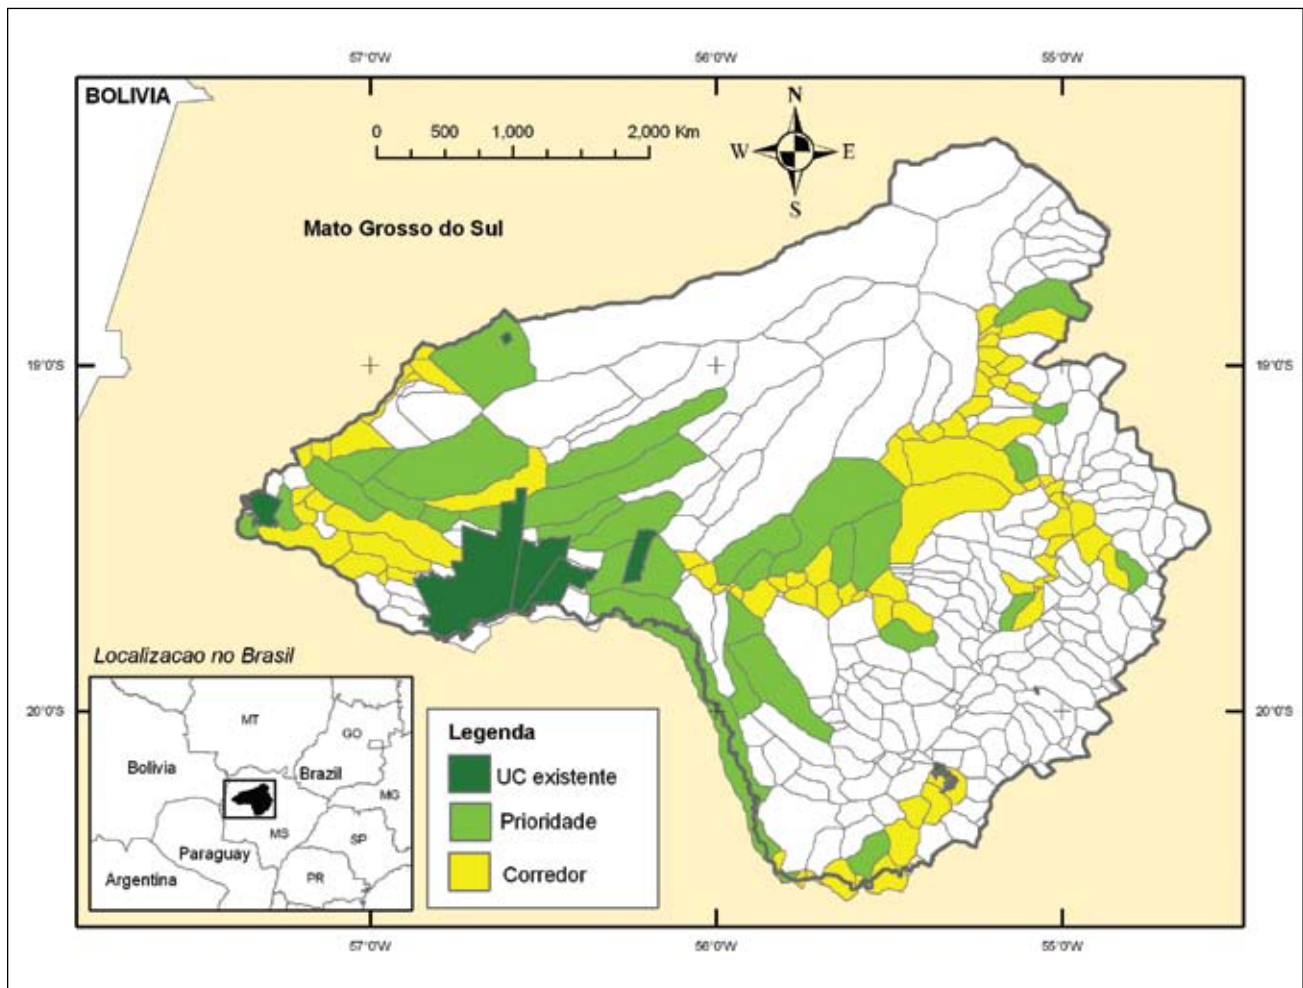 57°0'W 56°0'W 55°0'W
BOLIVIA
0 500 1,000 2,000 Km
N
W E
S
Mato Grosso do Sul
19°0'S 19°0'S
Localizacao no Brasil
20°0'S 20°0'S
MT
GO
Bolivia
Brazil
MG
MS
SP
Paraguay
PR
Argentina
Legenda
UC existente
Prioridade
Corredor
57°0'W 56°0'W 55°0'W